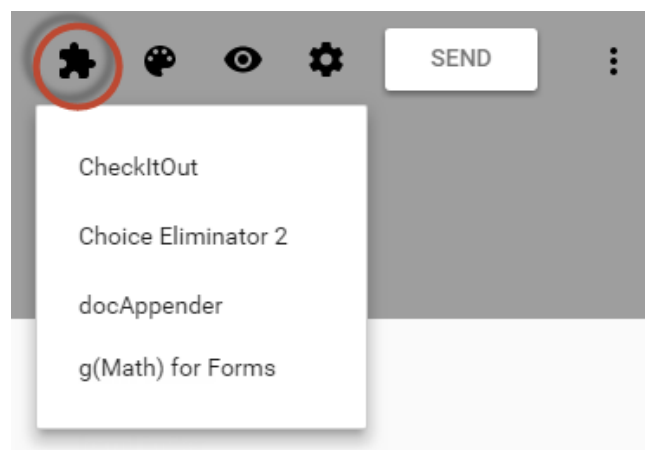 SEND
CheckItOut
Choice Eliminator 2
docAppender
g(Math) for Forms